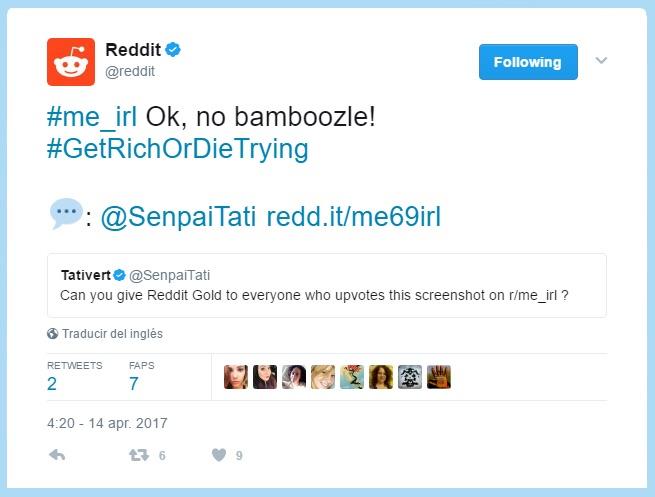 Reddit
@reddit
Following
#me_irl Ok, no bamboozle!
#GetRichOrDieTrying
💬: @SenpaiTati redd.it/me69irl
Tativert @SenpaiTati
Can you give Reddit Gold to everyone who upvotes this screenshot on r/me_irl ?
Traducir del inglés
RETWEETS FAPS
2 7
4:20 - 14 apr. 2017
6 9